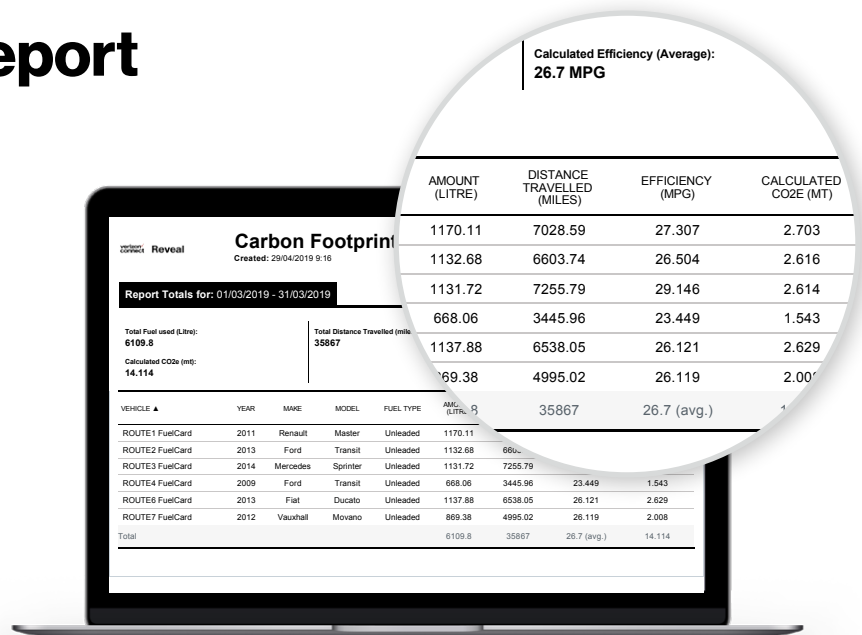 eport
Calculated Efficiency (Average):
26.7 MPG
AMOUNT (LITRE) DISTANCE TRAVELLED (MILES) EFFICIENCY (MPG) CALCULATED CO2E (MT)
1170.11 7028.59 27.307 2.703
1132.68 6603.74 26.504 2.616
1131.72 7255.79 29.146 2.614
668.06 3445.96 23.449 1.543
1137.88 6538.05 26.121 2.629
69.38 4995.02 26.119 2.00
8 35867 26.7 (avg.)
verizon connect Reveal
Carbon Footprint
Created: 29/04/2019 9:16
Report Totals for: 01/03/2019 - 31/03/2019
Total Fuel used (Litre): Total Distance Travelled (mile
6109.8 35867
Calculated CO2e (mt):
14.114
VEHICLE ▲ YEAR MAKE MODEL FUEL TYPE
ROUTE1 FuelCard 2011 Renault Master Unleaded 1170.11
ROUTE2 FuelCard 2013 Ford Transit Unleaded 1132.68
ROUTE3 FuelCard 2014 Mercedes Sprinter Unleaded 1131.72 7255.79
ROUTE4 FuelCard 2009 Ford Transit Unleaded 668.06 3445.96 23.449 1.543
ROUTE6 FuelCard 2013 Fiat Ducato Unleaded 1137.88 6538.05 26.121 2.629
ROUTE7 FuelCard 2012 Vauxhall Movano Unleaded 869.38 4995.02 26.119 2.008
Total 6109.8 35867 26.7 (avg.) 14.114